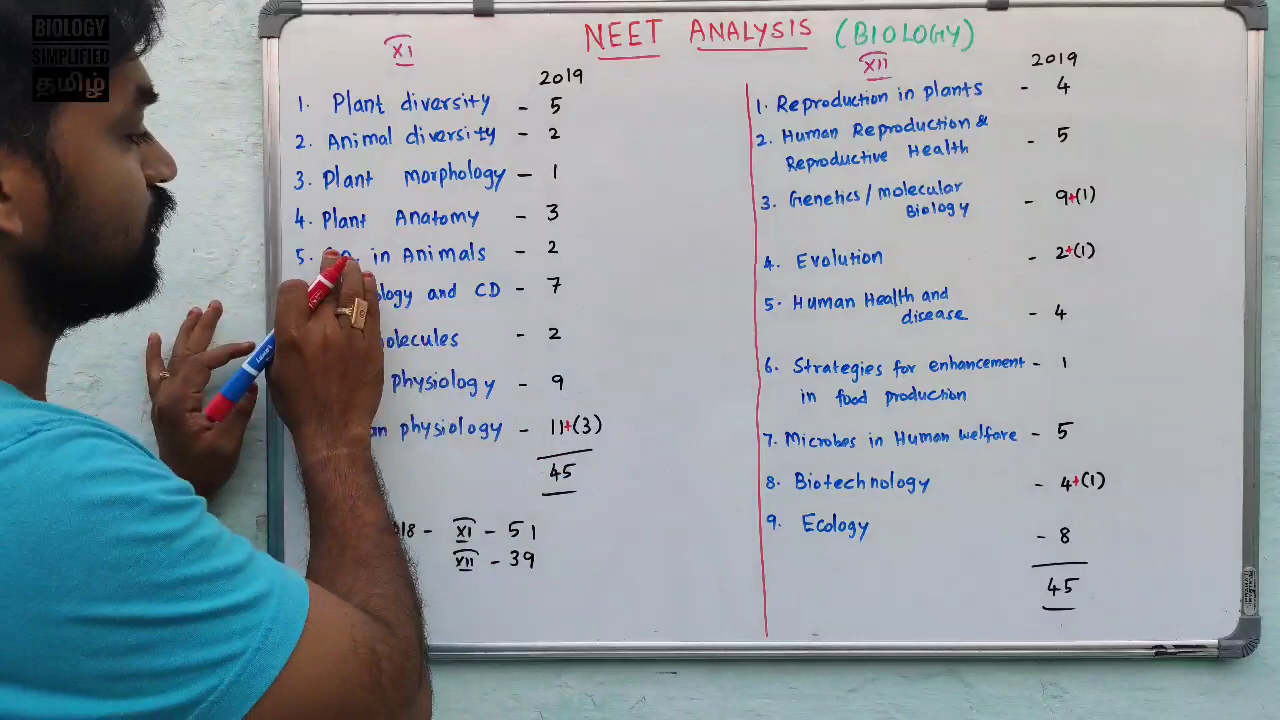 BIOLOGY
SIMPLIFIED
தமிழ்
NEET ANALYSIS (BIOLOGY)
XI
2019
1. Plant diversity - 5
2. Animal diversity - 2
3. Plant morphology - 1
4. Plant Anatomy - 3
5. in Animals - 2
and CD - 7
- 2
physiology - 9
physiology - 11+(3)
45
XI - 51
XII - 39
XII
2019
1. Reproduction in plants - 4
2. Human Reproduction &
Reproductive Health - 5
3. Genetics / molecular
Biology - 9+(1)
4. Evolution - 2+(1)
5. Human Health and
disease - 4
6. Strategies for enhancement - 1
in food production
7. Microbes in Human welfare - 5
8. Biotechnology - 4+(1)
9. Ecology - 8
45